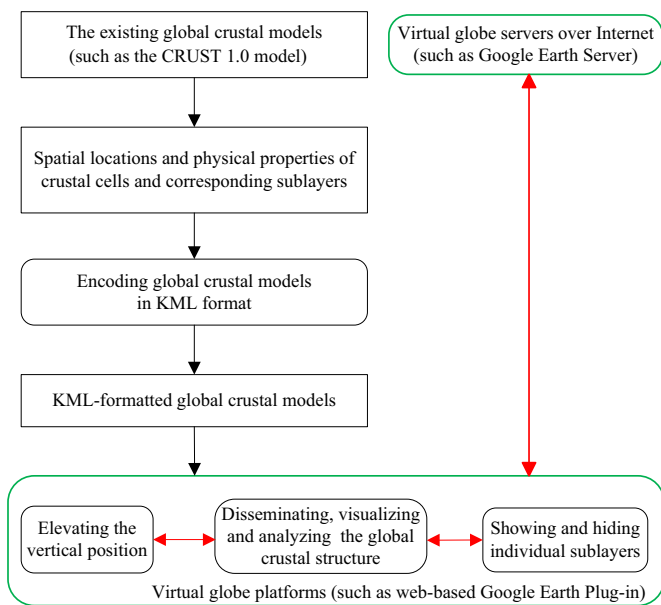 The existing global crustal models
(such as the CRUST 1.0 model)
Virtual globe servers over Internet
(such as Google Earth Server)
Spatial locations and physical properties of
crustal cells and corresponding sublayers
Encoding global crustal models
in KML format
KML-formatted global crustal models
Elevating the
vertical position
Disseminating, visualizing
and analyzing the global
crustal structure
Showing and hiding
individual sublayers
Virtual globe platforms (such as web-based Google Earth Plug-in)